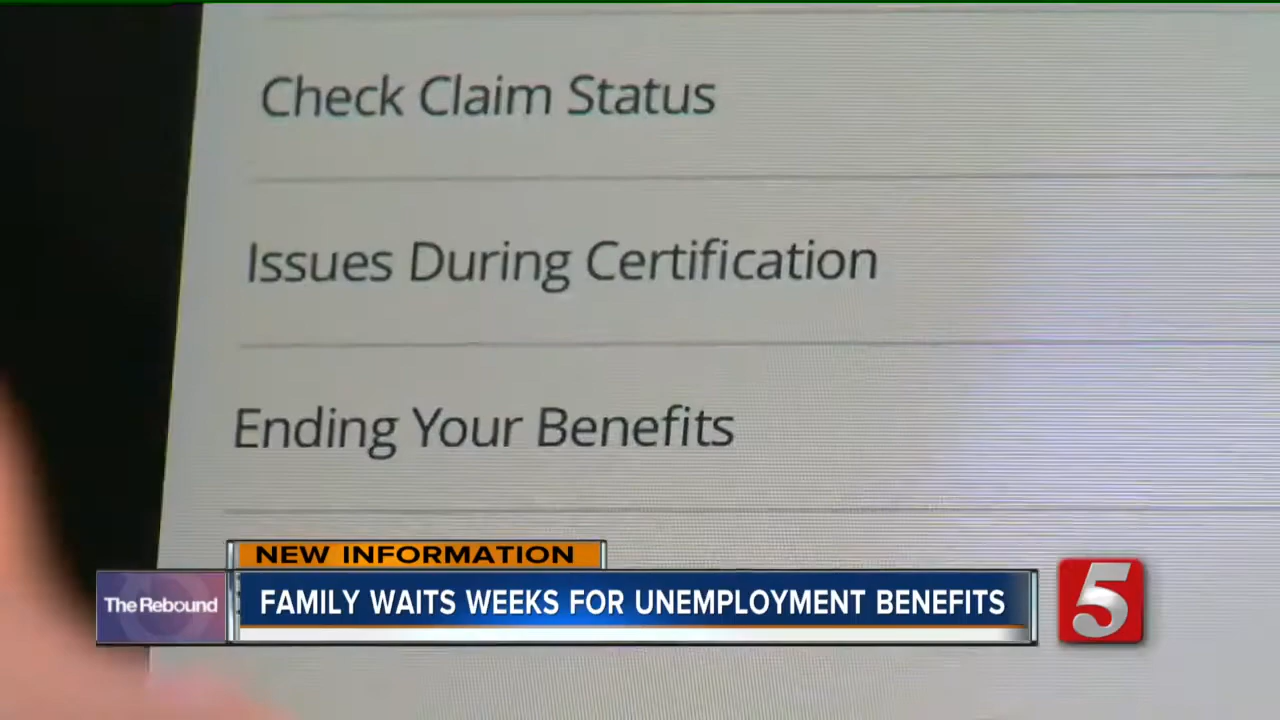 Check Claim Status
Issues During Certification
Ending Your Benefits
NEW INFORMATION
The Rebound
FAMILY WAITS WEEKS FOR UNEMPLOYMENT BENEFITS
5